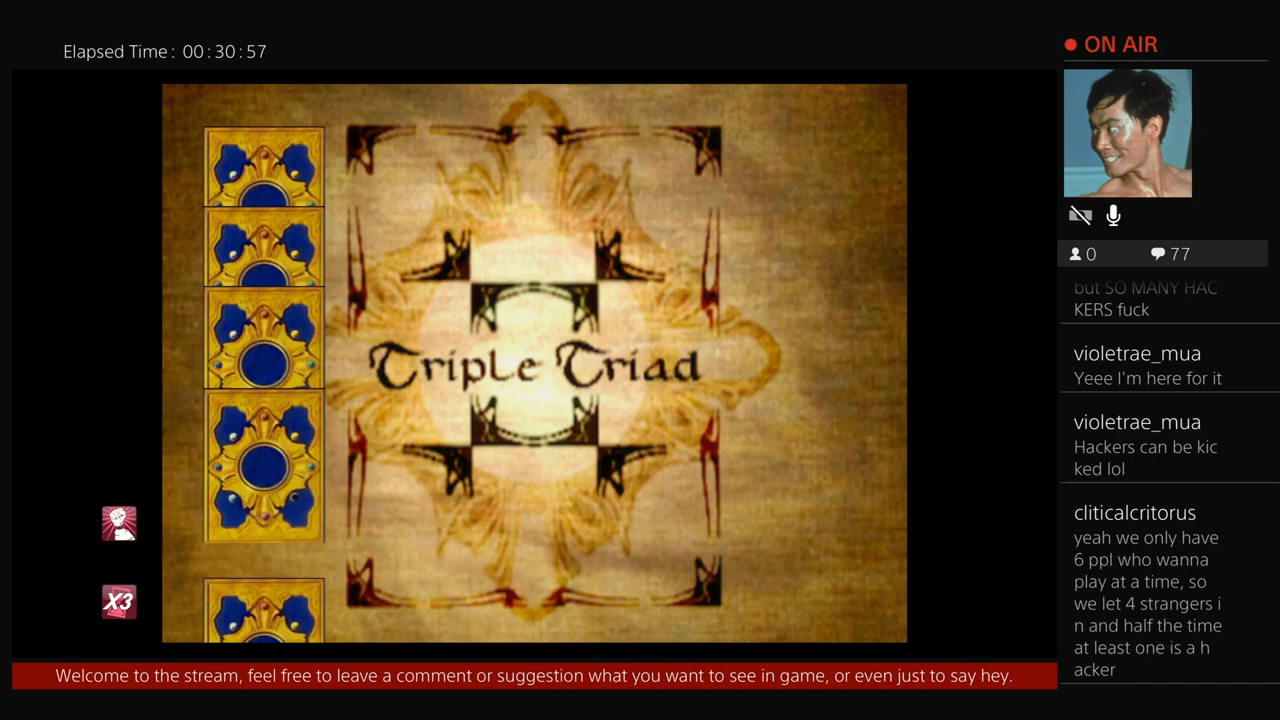 Elapsed Time : 00:30:57
ON AIR
0
77
but SO MANY HAC
KERS fuck
violetrae_mua
Yeee I'm here for it
violetrae_mua
Hackers can be kic
ked lol
cliticalcritorus
yeah we only have
6 ppl who wanna
play at a time, so
we let 4 strangers i
n and half the time
at least one is a h
acker
Triple Triad
X3
Welcome to the stream, feel free to leave a comment or suggestion what you want to see in game, or even just to say hey.